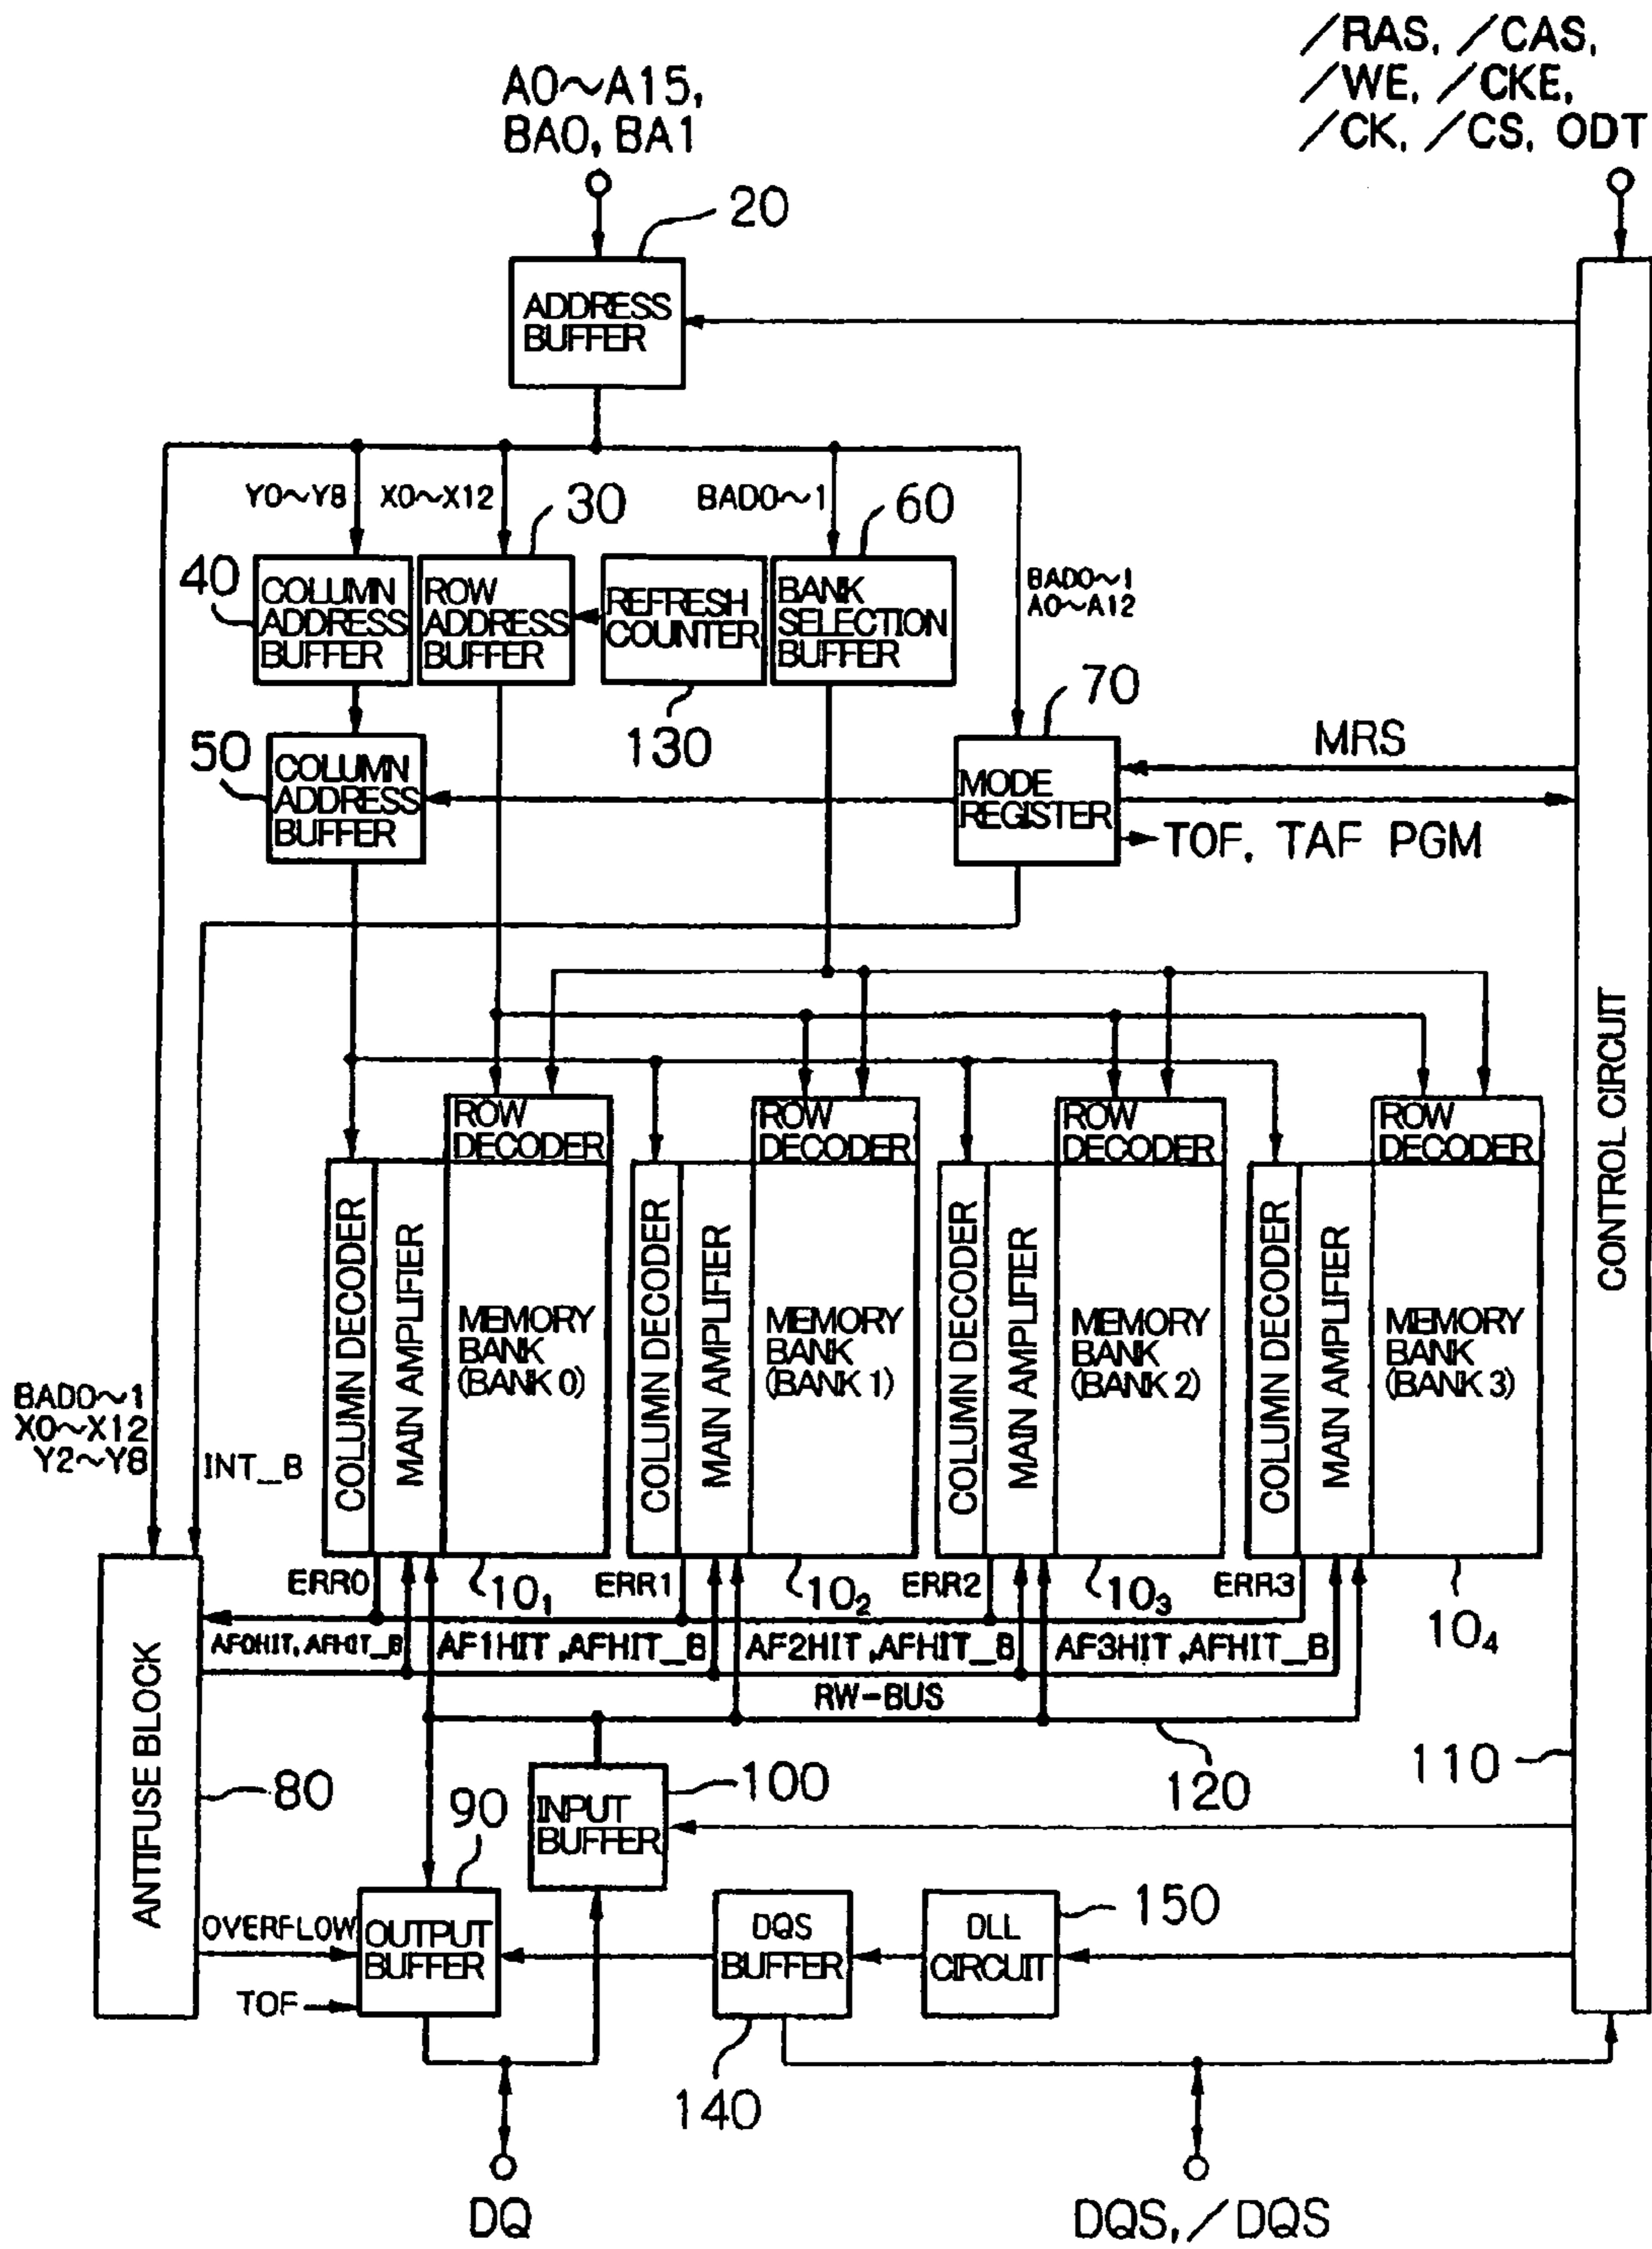 /RAS, /CAS,
/WE, /CKE,
/CK, /CS, ODT
A0~A15,
BA0, BA1
20
ADDRESS
BUFFER
Y0~Y8
X0~X12
30
BAD0~1
60
40
COLUMN
ADDRESS
BUFFER
ROW
ADDRESS
BUFFER
REFRESH
COUNTER
BANK
SELECTION
BUFFER
BAD0~1
A0~A12
130
70
50
COLUMN
ADDRESS
BUFFER
MODE
REGISTER
MRS
TOF, TAF PGM
CONTROL CIRCUIT
ROW
DECODER
ROW
DECODER
ROW
DECODER
ROW
DECODER
COLUMN DECODER
MAIN AMPLIFIER
MEMORY
BANK
(BANK 0)
COLUMN DECODER
MAIN AMPLIFIER
MEMORY
BANK
(BANK 1)
COLUMN DECODER
MAIN AMPLIFIER
MEMORY
BANK
(BANK 2)
COLUMN DECODER
MAIN AMPLIFIER
MEMORY
BANK
(BANK 3)
BAD0~1
X0~X12
Y2~Y8
INT_B
ERR0
10₁
ERR1
10₂
ERR2
10₃
ERR3
10₄
AF0HIT, AFHIT_B
AF1HIT ,AFHIT_B
AF2HIT ,AFHIT_B
AF3HIT ,AFHIT_B
RW-BUS
ANTIFUSE BLOCK
80
90
100
INPUT
BUFFER
120
110
OVERFLOW
OUTPUT
BUFFER
TOF
DQS
BUFFER
DLL
CIRCUIT
150
140
DQ
DQS, /DQS